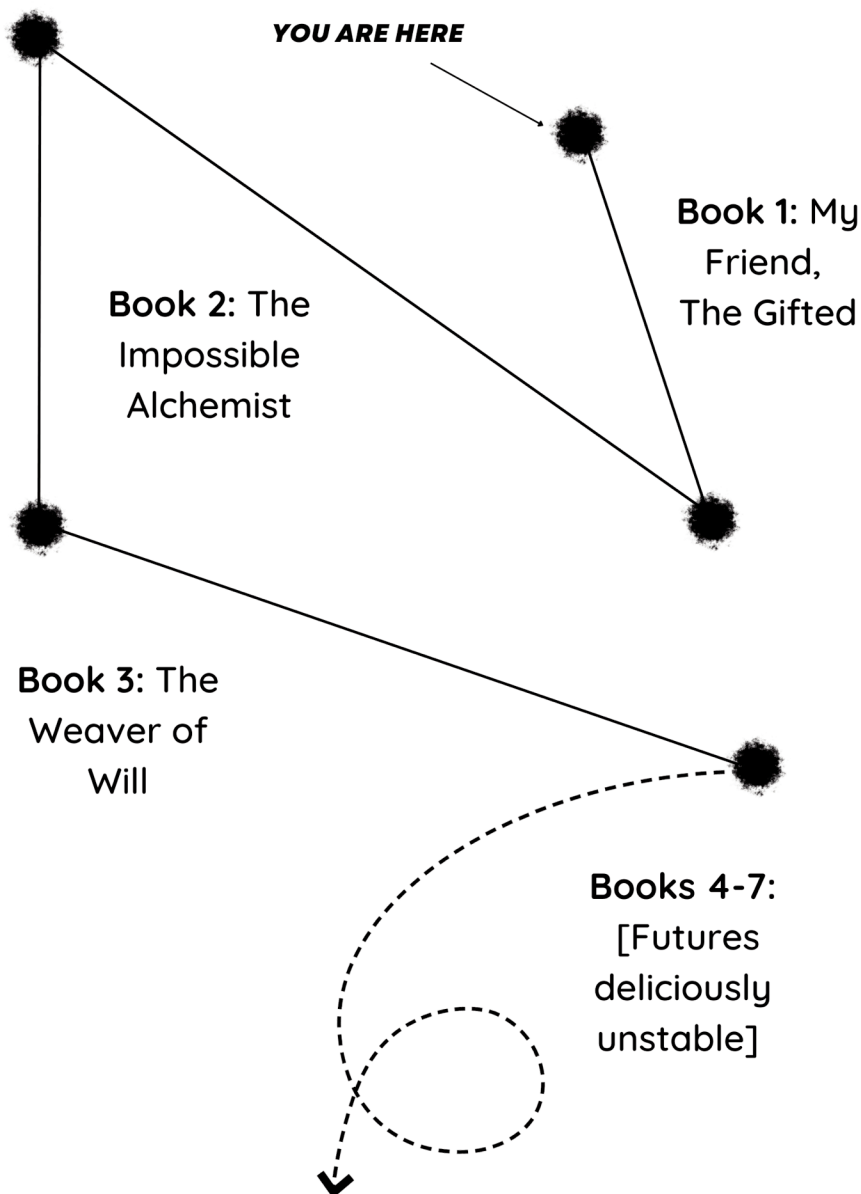 YOU ARE HERE
Book 1: My
Friend,
The Gifted
Book 2: The
Impossible
Alchemist
Book 3: The
Weaver of
Will
Books 4-7:
[Futures
deliciously
unstable]